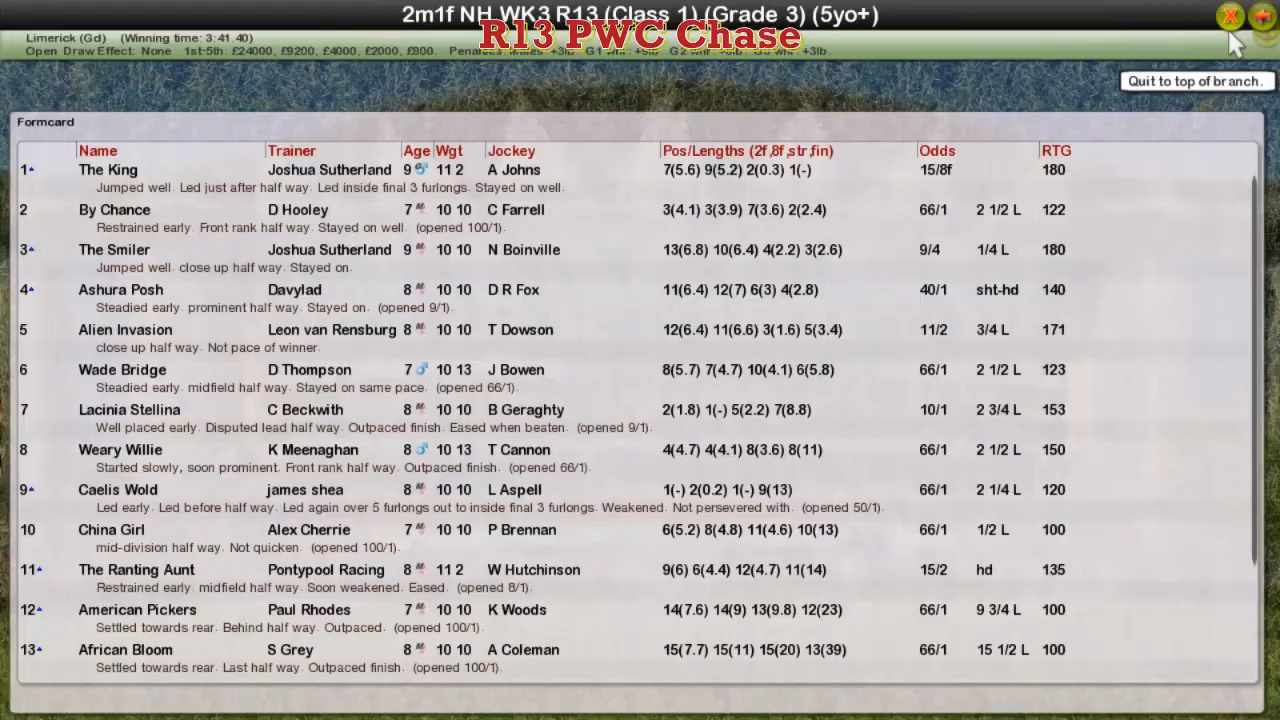 2m1f NH WK3 R13 (Class 1) (Grade 3) (5yo+)
R13 PWC Chase
Limerick (Gd) (Winning time: 3:41.40)
Open Draw Effect: None 1st-5th: £24000, £9200, £4000, £2000, £800. +3lb. G1 wnr: G2 wnr: +3lb.
Quit to top of branch.
Formcard
Name Trainer Age Wgt Jockey Pos/Lengths (2f,8f,str,fin) Odds RTG
1 The King Joshua Sutherland 9 11 2 A Johns 7(5.6) 9(5.2) 2(0.3) 1(-) 15/8f 180
Jumped well. Led just after half way. Led inside final 3 furlongs. Stayed on well.
2 By Chance D Hooley 7 10 10 C Farrell 3(4.1) 3(3.9) 7(3.6) 2(2.4) 66/1 2 1/2 L 122
Restrained early. Front rank half way. Stayed on well. (opened 100/1).
3 The Smiler Joshua Sutherland 9 10 10 N Boinville 13(6.8) 10(6.4) 4(2.2) 3(2.6) 9/4 1/4 L 180
Jumped well. close up half way. Stayed on.
4 Ashura Posh Davylad 8 10 10 D R Fox 11(6.4) 12(7) 6(3) 4(2.8) 40/1 sht-hd 140
Steadied early. prominent half way. Stayed on. (opened 9/1).
5 Alien Invasion Leon van Rensburg 8 10 10 T Dowson 12(6.4) 11(6.6) 3(1.6) 5(3.4) 11/2 3/4 L 171
close up half way. Not pace of winner.
6 Wade Bridge D Thompson 7 10 13 J Bowen 8(5.7) 7(4.7) 10(4.1) 6(5.8) 66/1 2 1/2 L 123
Steadied early. midfield half way. Stayed on same pace. (opened 66/1).
7 Lacinia Stellina C Beckwith 8 10 10 B Geraghty 2(1.8) 1(-) 5(2.2) 7(8.8) 10/1 2 3/4 L 153
Well placed early. Disputed lead half way. Outpaced finish. Eased when beaten. (opened 9/1).
8 Weary Willie K Meenaghan 8 10 13 T Cannon 4(4.7) 4(4.1) 8(3.6) 8(11) 66/1 2 1/2 L 150
Started slowly, soon prominent. Front rank half way. Outpaced finish. (opened 66/1).
9 Caelis Wold james shea 8 10 10 L Aspell 1(-) 2(0.2) 1(-) 9(13) 66/1 2 1/4 L 120
Led early. Led before half way. Led again over 5 furlongs out to inside final 3 furlongs. Weakened. Not persevered with. (opened 50/1).
10 China Girl Alex Cherrie 7 10 10 P Brennan 6(5.2) 8(4.8) 11(4.6) 10(13) 66/1 1/2 L 100
mid-division half way. Not quicken. (opened 100/1).
11 The Ranting Aunt Pontypool Racing 8 11 2 W Hutchinson 9(6) 6(4.4) 12(4.7) 11(14) 15/2 hd 135
Restrained early. midfield half way. Soon weakened. Eased. (opened 8/1).
12 American Pickers Paul Rhodes 7 10 10 K Woods 14(7.6) 14(9) 13(9.8) 12(23) 66/1 9 3/4 L 100
Settled towards rear. Behind half way. Outpaced. (opened 100/1).
13 African Bloom S Grey 8 10 10 A Coleman 15(7.7) 15(11) 15(20) 13(39) 66/1 15 1/2 L 100
Settled towards rear. Last half way. Outpaced finish. (opened 100/1).